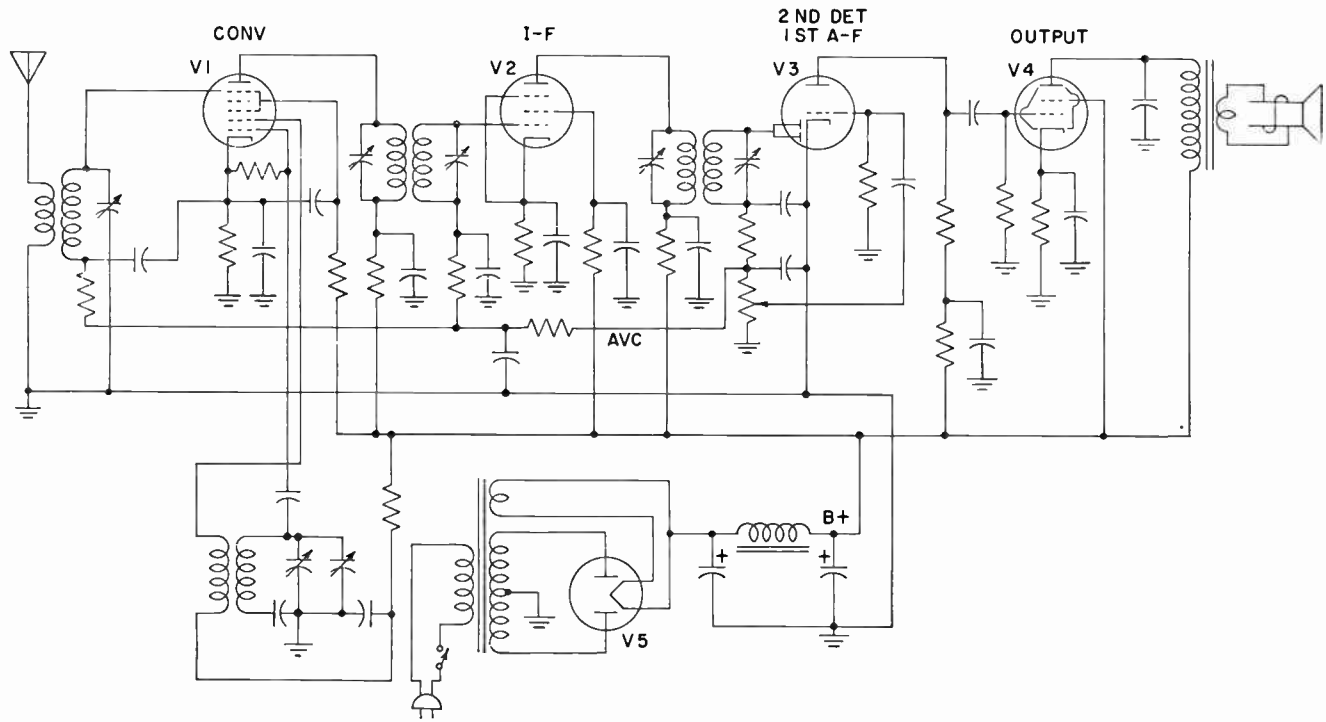 CONV
I-F
2 ND DET
1 ST A-F
OUTPUT
V1
V2
V3
V4
AVC
B+
+
+
V5